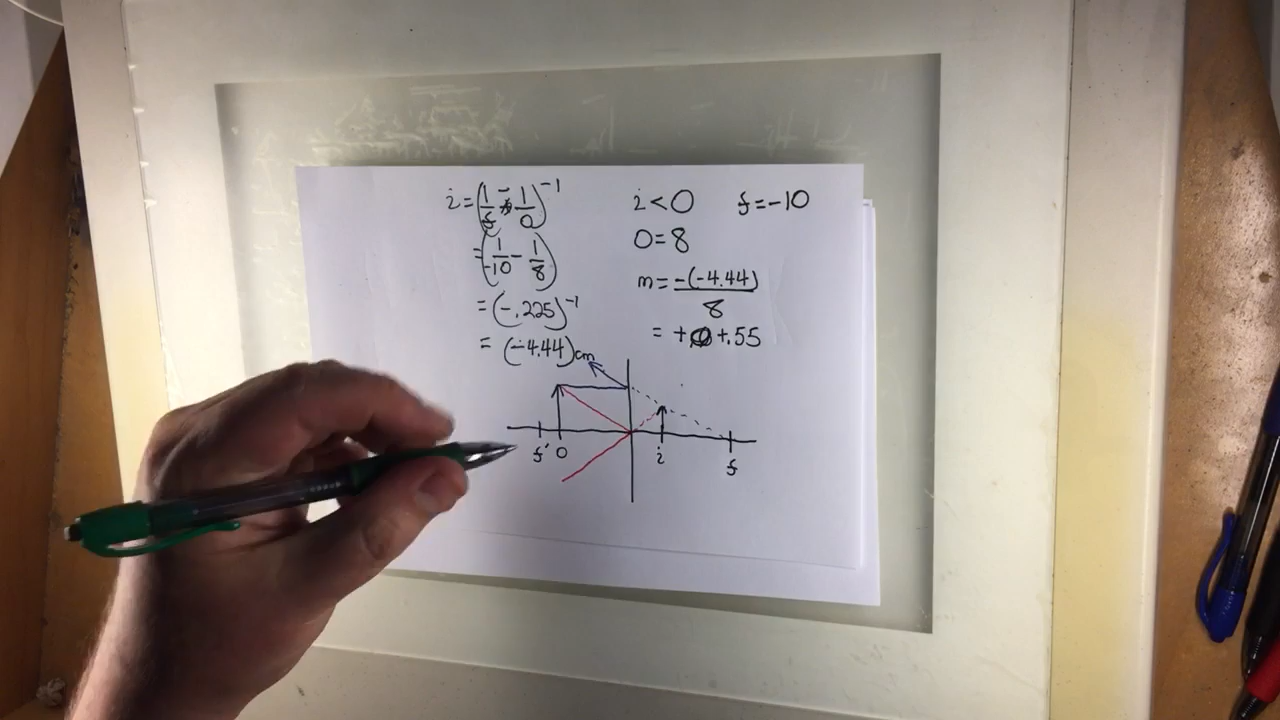 i = (1/f - 1/o)^-1
= (1/-10 - 1/8)
= (-.225)^-1
= (-4.44) cm
i < 0 f = -10
o = 8
m = -(-4.44)/8
= + +.55
f' o i f